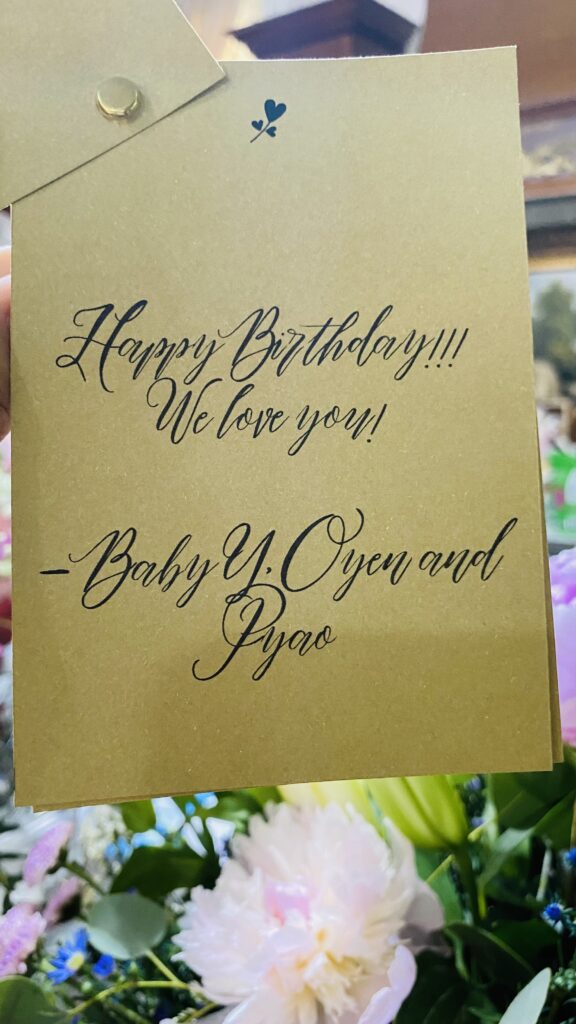 Happy Birthday!!!
We love you!
- Baby Y, Oyen and
Pyao